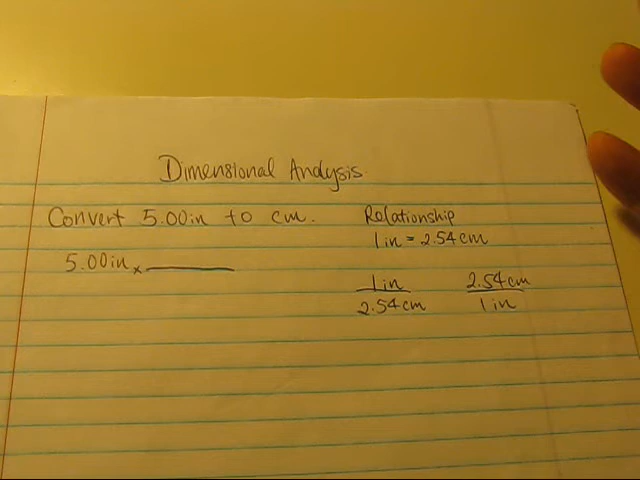 Dimensional Analysis
Convert 5.00in to cm.
5.00in x
Relationship
1in = 2.54cm
1in
2.54cm
2.54cm
1in